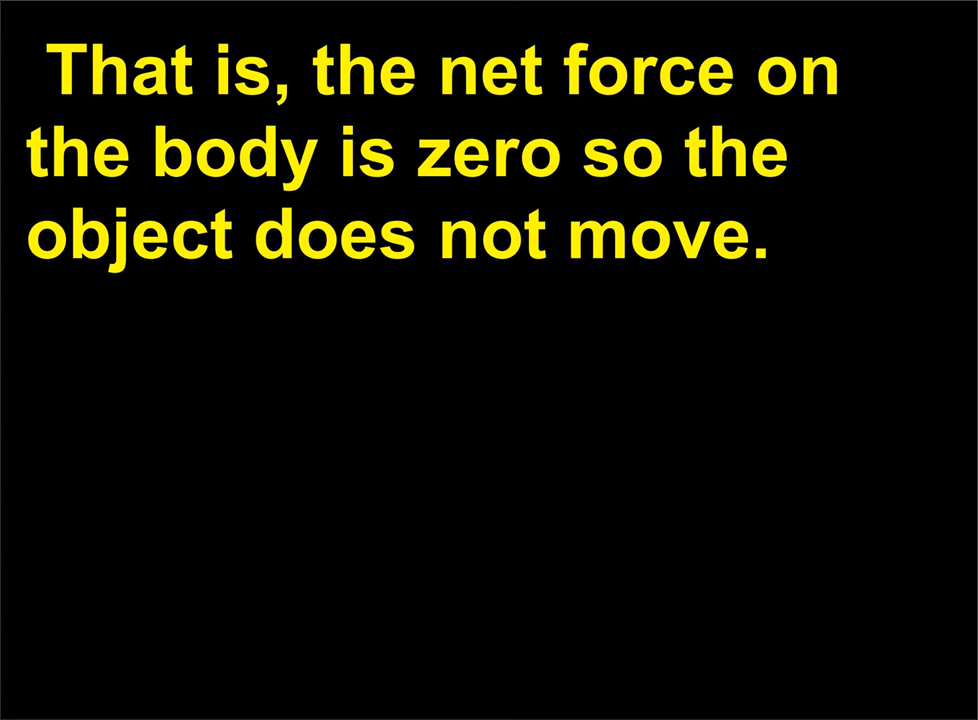 That is, the net force on
the body is zero so the
object does not move.